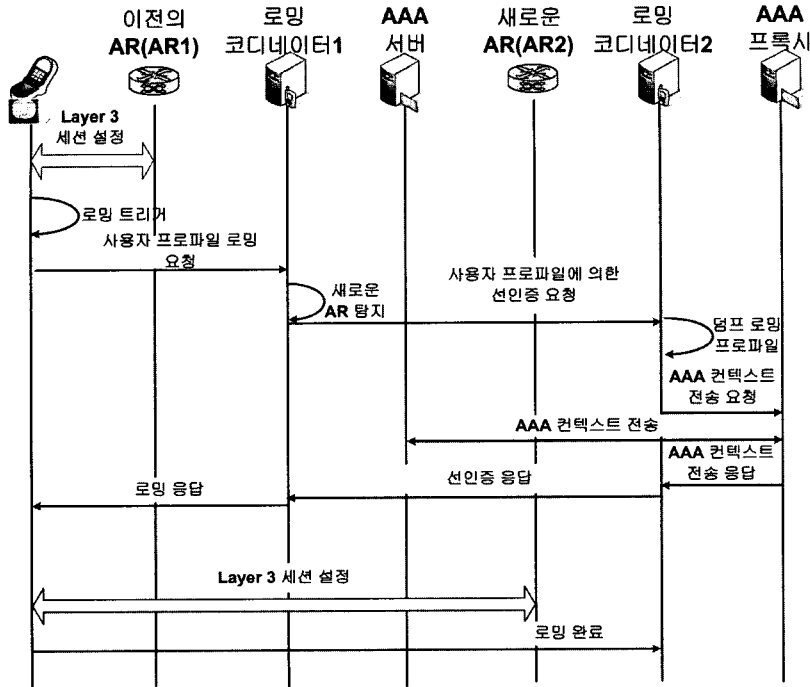 이전의
AR(AR1)
로밍
코디네이터1
AAA
서버
새로운
AR(AR2)
로밍
코디네이터2
AAA
프록시
Layer 3
세션 설정
로밍 트리거
사용자 프로파일 로밍
요청
새로운
AR 탐지
사용자 프로파일에 의한
선인증 요청
덤프 로밍
프로파일
AAA 컨텍스트
전송 요청
AAA 컨텍스트 전송
AAA 컨텍스트
전송 응답
선인증 응답
로밍 응답
Layer 3 세션 설정
로밍 완료